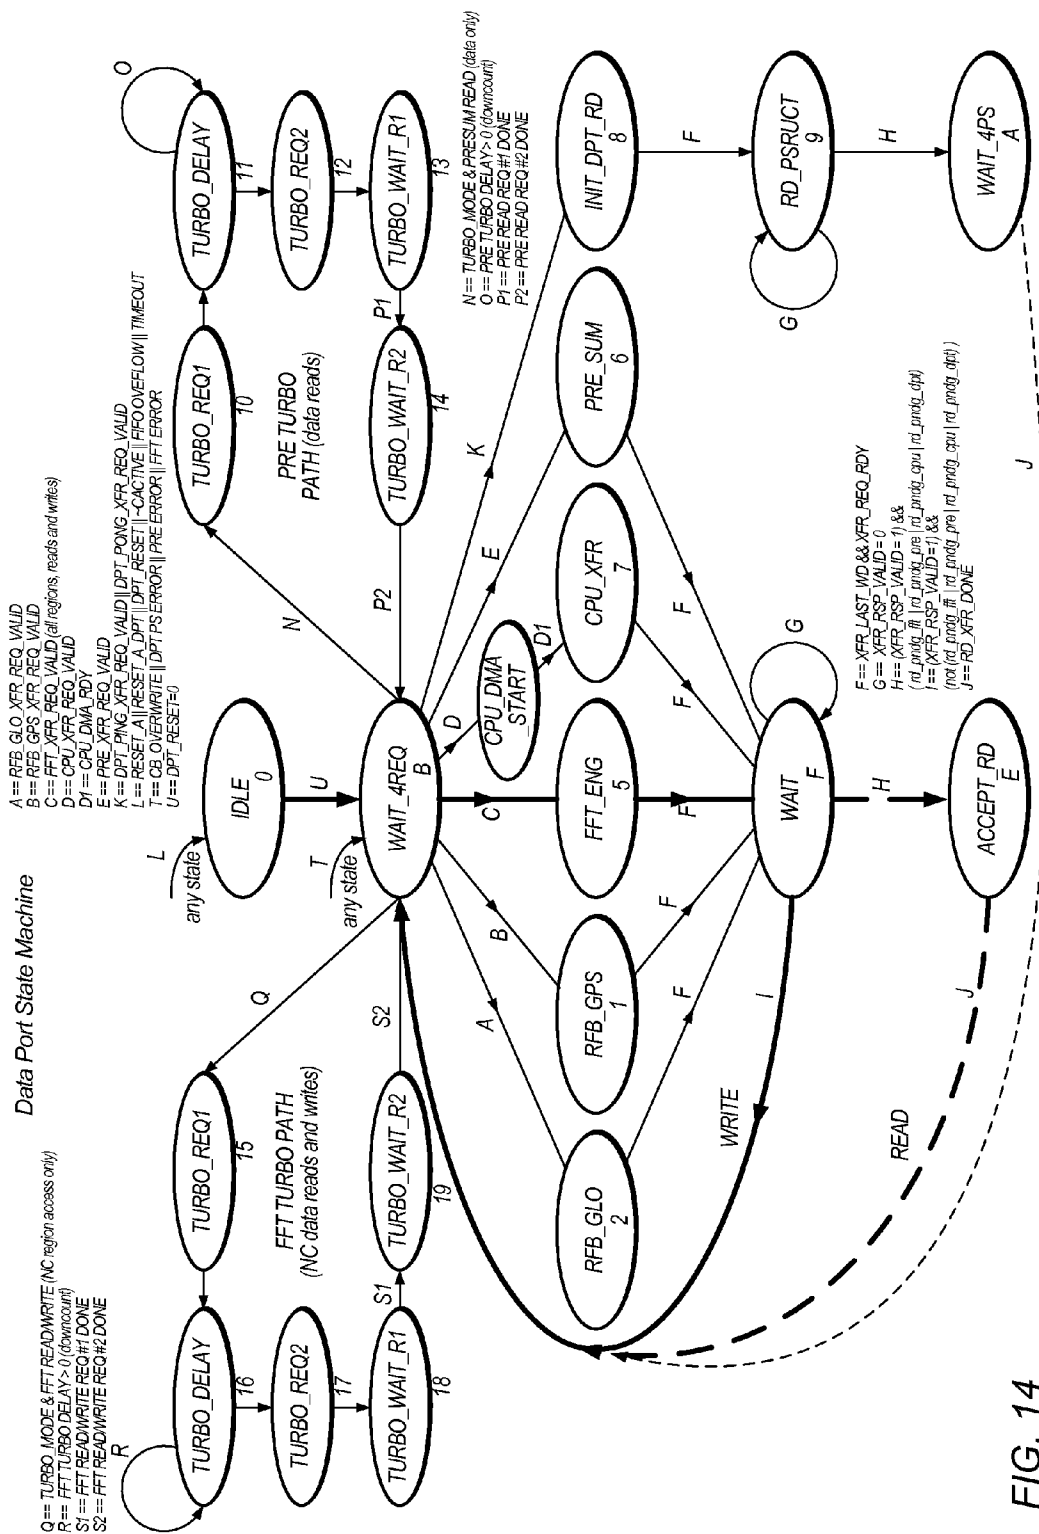 Data Port State Machine
Q == TURBO_MODE & FFT READ/WRITE (NC region access only)
R == FFT TURBO DELAY > 0 (downcount)
S1 == FFT READ/WRITE REQ #1 DONE
S2 == FFT READ/WRITE REQ #2 DONE
A == RFB_GLO_XFR_REQ_VALID
B == RFB_GPS_XFR_REQ_VALID
C == FFT_XFR_REQ_VALID (all regions, reads and writes)
D == CPU_XFR_REQ_VALID
D1 == CPU_DMA_RDY
E == PRE_XFR_REQ_VALID
K == DPT_PING_XFR_REQ_VALID || DPT_PONG_XFR_REQ_VALID
L == RESET_A || RESET_A_DPT || DPT_RESET || ~CACTIVE || FIFO OVEFLOW || TIMEOUT
T == CB_OVERWRITE || DPT PS ERROR || PRE ERROR || FFT ERROR
U == DPT_RESET=0
R
TURBO_DELAY
16
TURBO_REQ1
15
Q
L
any state
IDLE
0
N
TURBO_REQ1
10
TURBO_DELAY
11
O
TURBO_REQ2
17
FFT TURBO PATH
(NC data reads and writes)
U
PRE TURBO
PATH (data reads)
TURBO_REQ2
12
TURBO_WAIT_R1
18
S1
TURBO_WAIT_R2
19
S2
T
any state
WAIT_4REQ
B
P2
TURBO_WAIT_R2
14
P1
TURBO_WAIT_R1
13
N == TURBO_MODE & PRESUM READ (data only)
O == PRE TURBO DELAY > 0 (downcount)
P1 == PRE READ REQ #1 DONE
P2 == PRE READ REQ #2 DONE
A
B
C
D
E
K
CPU_DMA
_START
D1
RFB_GLO
2
RFB_GPS
1
FFT_ENG
5
CPU_XFR
7
PRE_SUM
6
INIT_DPT_RD
8
F
F
F
F
F
F
WRITE
I
WAIT
F
G
G
RD_PSRUCT
9
READ
J
H
H
F == XFR_LAST_WD && XFR_REQ_RDY
G == XFR_RSP_VALID = 0
H == (XFR_RSP_VALID = 1) &&
( rd_pndg_fft | rd_pndg_pre | rd_pndg_cpu | rd_pndg_dpt)
I == (XFR_RSP_VALID =1) &&
(not (rd_pndg_fft | rd_pndg_pre | rd_pndg_cpu | rd_pndg_dpt) )
J == RD_XFR_DONE
ACCEPT_RD
E
J
WAIT_4PS
A
FIG. 14